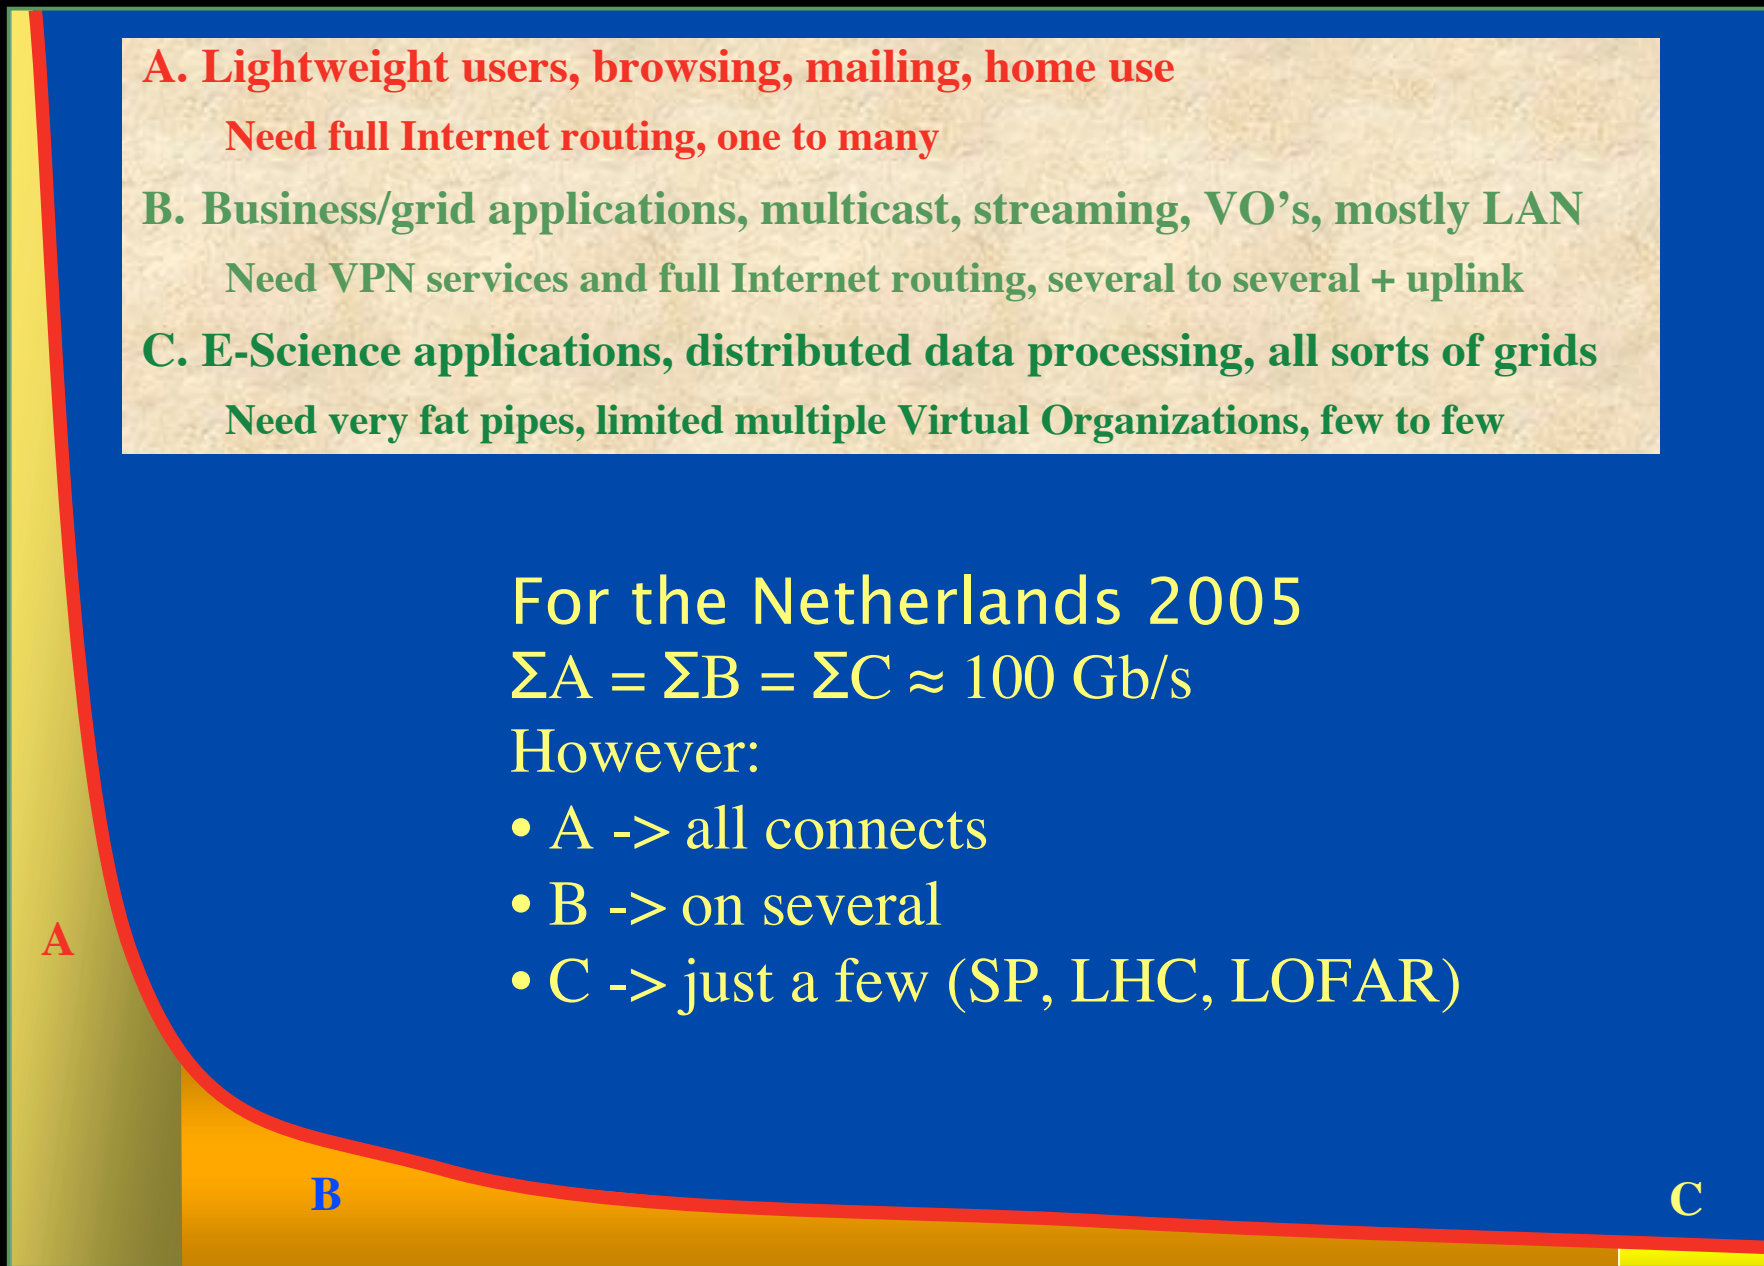 A. Lightweight users, browsing, mailing, home use
Need full Internet routing, one to many
B. Business/grid applications, multicast, streaming, VO’s, mostly LAN
Need VPN services and full Internet routing, several to several + uplink
C. E-Science applications, distributed data processing, all sorts of grids
Need very fat pipes, limited multiple Virtual Organizations, few to few
For the Netherlands 2005
ΣA = ΣB = ΣC ≈ 100 Gb/s
However:
• A -> all connects
• B -> on several
• C -> just a few (SP, LHC, LOFAR)
A
B
C